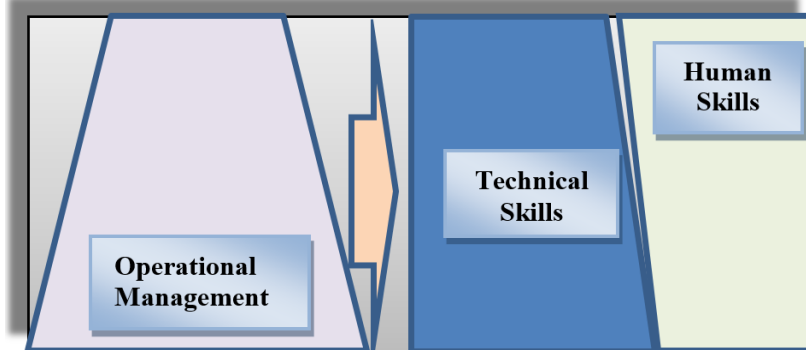 Human
Skills
Technical
Skills
Operational
Management